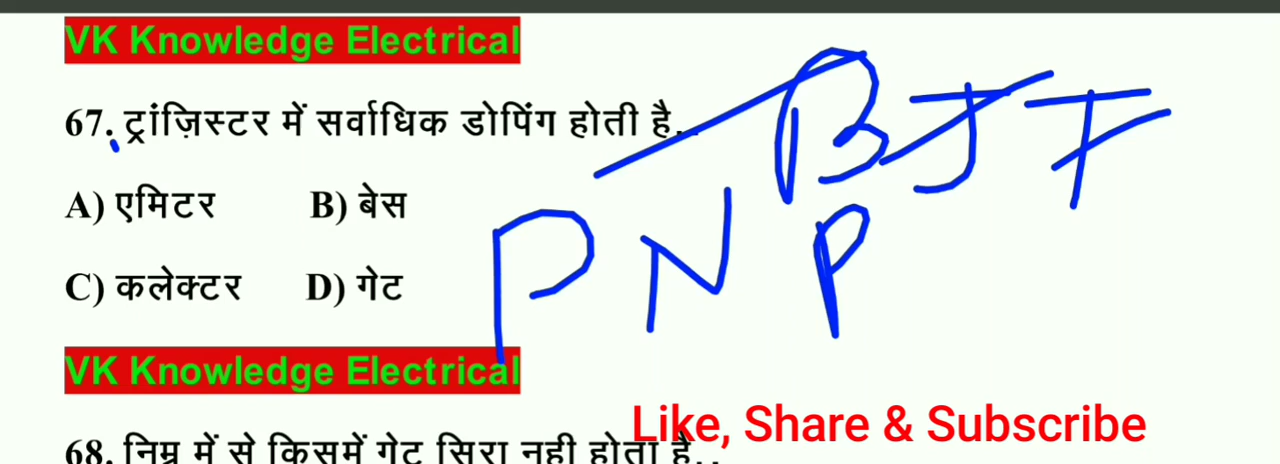 VK Knowledge Electrical
67. ट्रांज़िस्टर में सर्वाधिक डोपिंग होती है..
BJT
A) एमिटर B) बेस
PNP
C) कलेक्टर D) गेट
VK Knowledge Electrical
Like, Share & Subscribe
68. निम्न में से किसमें गेट सिरा नही होता है..